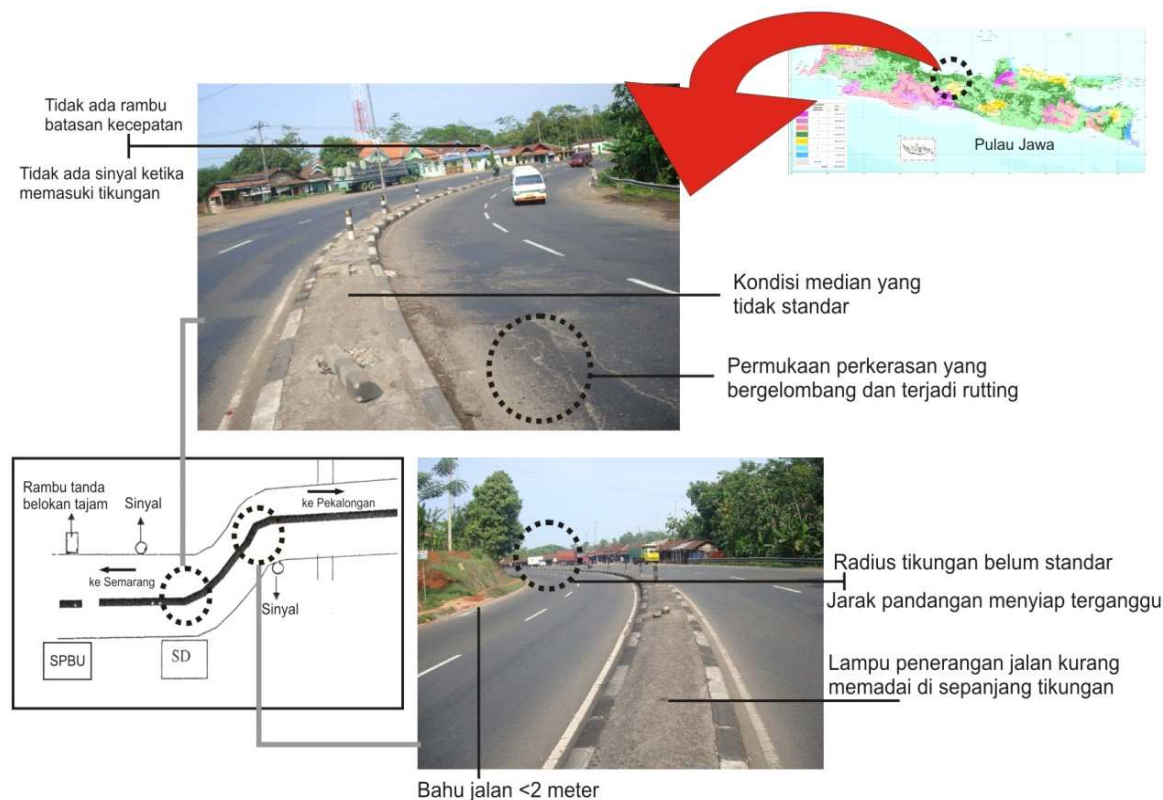 Tidak ada rambu
batasan kecepatan
Tidak ada sinyal ketika
memasuki tikungan
Pulau Jawa
Kondisi median yang
tidak standar
Permukaan perkerasan yang
bergelombang dan terjadi rutting
Rambu tanda
belokan tajam
Sinyal
ke Pekalongan
ke Semarang
Sinyal
SPBU
SD
Radius tikungan belum standar
Jarak pandangan menyiap terganggu
Lampu penerangan jalan kurang
memadai di sepanjang tikungan
Bahu jalan <2 meter